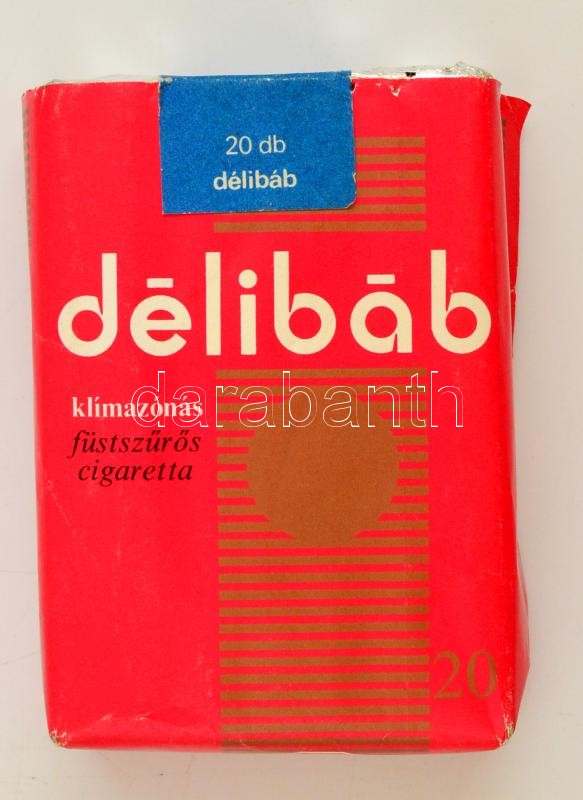 20 db
délibáb
délibáb
klímazónás
füstszűrős
cigaretta
darabanth
20